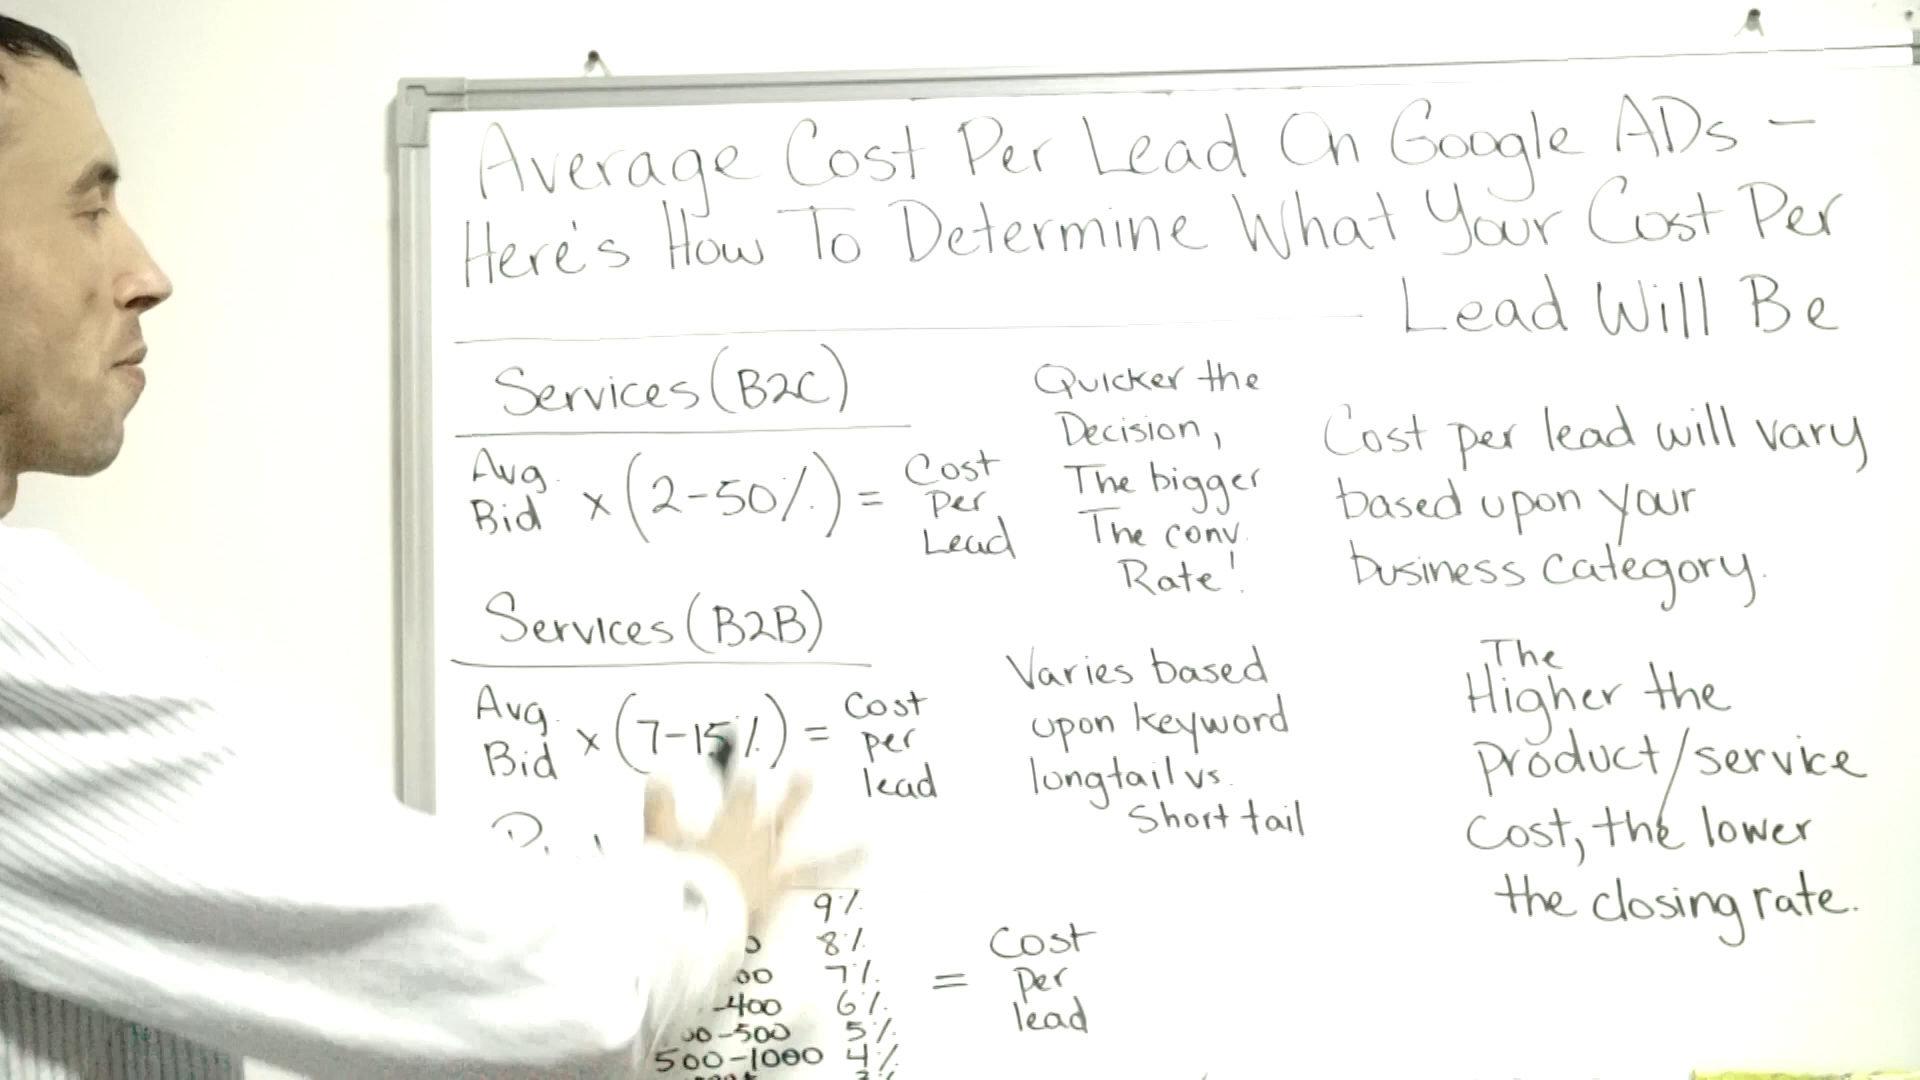 Average Cost Per Lead On Google ADs -
Here's How To Determine What Your Cost Per
Lead Will Be
Services (B2C)
Avg. Bid x (2-50%) = Cost Per Lead
Quicker the
Decision,
The bigger
The conv.
Rate!
Cost per lead will vary
based upon your
business category.
Services (B2B)
Avg. Bid x (7-15%) = Cost per lead
Varies based
upon keyword
longtail vs.
Short tail
The
Higher the
product/service
Cost, the lower
the closing rate.
9%
8%
7%
-400 6%
-500 5%
500-1000 4%
= Cost Per lead